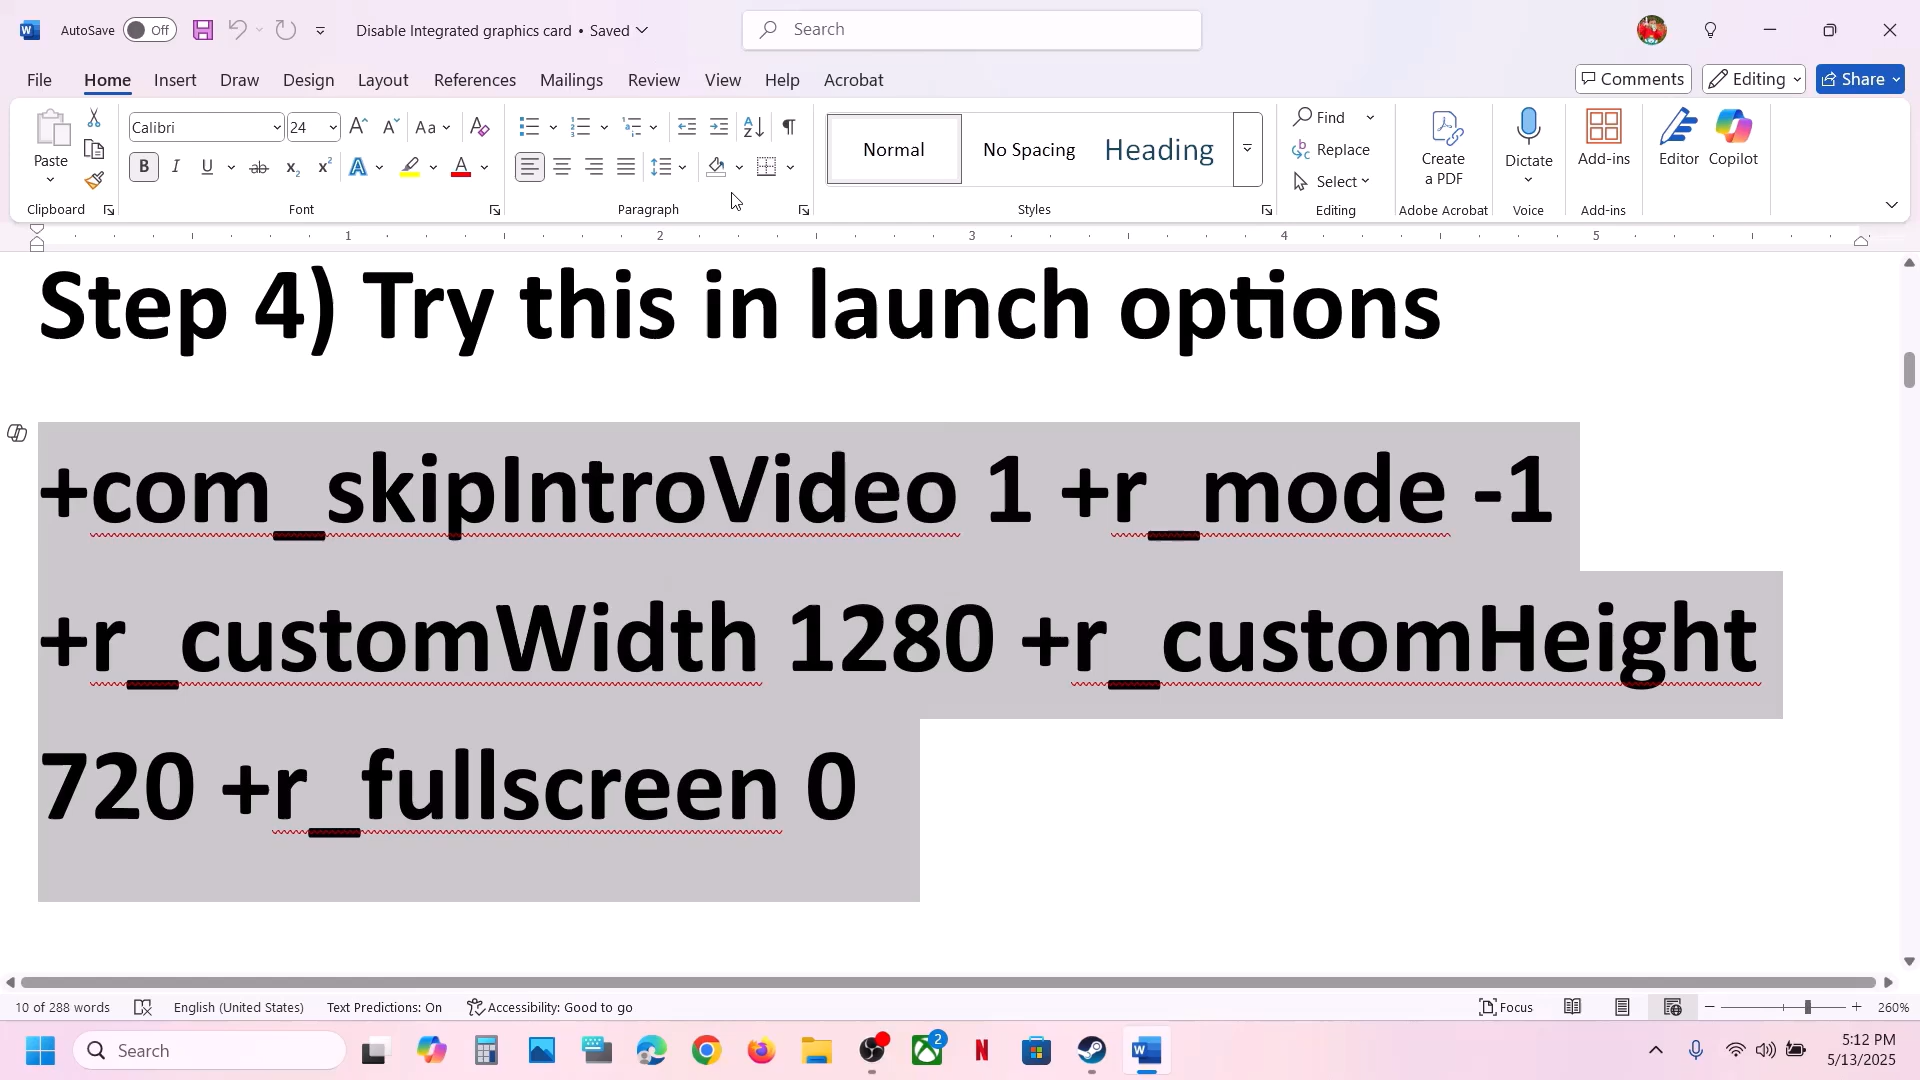 AutoSave Off
Disable Integrated graphics card • Saved
Search
File Home Insert Draw Design Layout References Mailings Review View Help Acrobat
Comments Editing Share
Paste
Clipboard
Calibri 24
Aa
B I U ab x₂ x² A A
Font
Paragraph
Normal No Spacing Heading
Styles
Find
Replace
Select
Editing
Create a PDF
Adobe Acrobat
Dictate
Voice
Add-ins
Add-ins
Editor
Copilot
1 2 3 4 5
Step 4) Try this in launch options
+com_skipIntroVideo 1 +r_mode -1
+r_customWidth 1280 +r_customHeight
720 +r_fullscreen 0
10 of 288 words English (United States) Text Predictions: On Accessibility: Good to go Focus 260%
Search
2
5:12 PM
5/13/2025